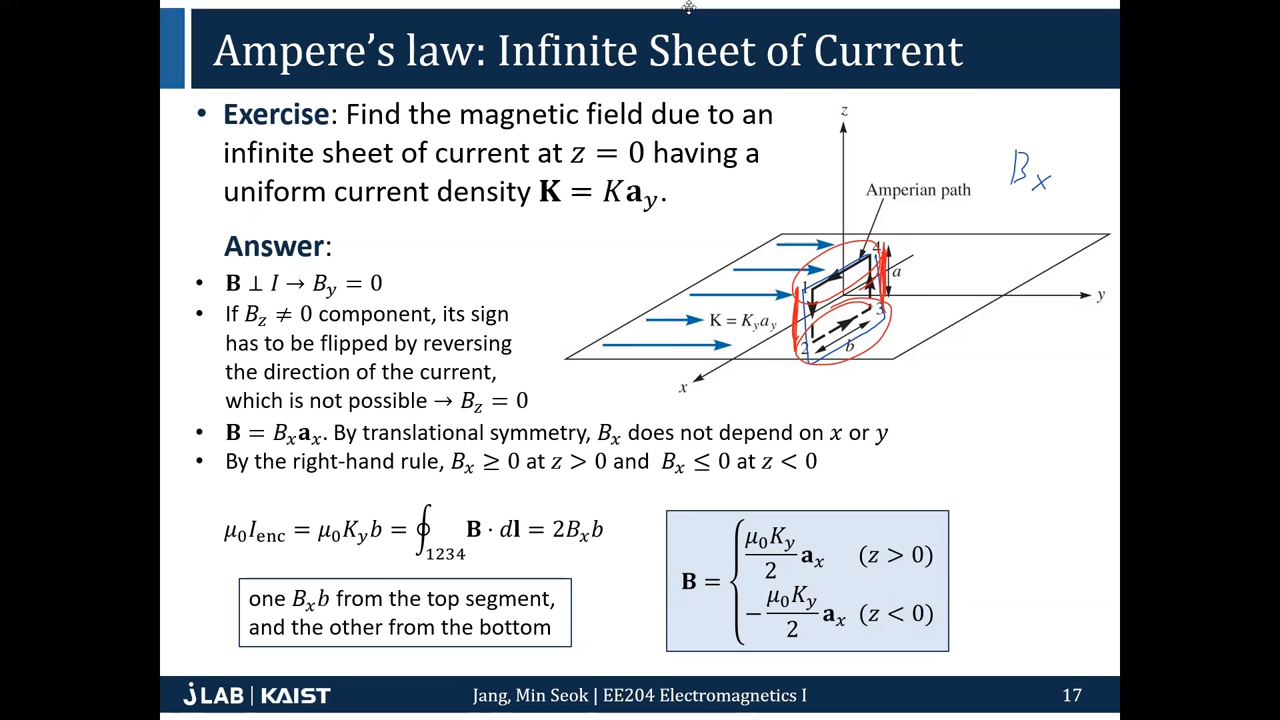 Ampere's law: Infinite Sheet of Current
• Exercise: Find the magnetic field due to an
infinite sheet of current at z = 0 having a
uniform current density K = Ka_y.
Answer:
• B ⊥ I → B_y = 0
• If B_z ≠ 0 component, its sign
has to be flipped by reversing
the direction of the current,
which is not possible → B_z = 0
• B = B_x a_x. By translational symmetry, B_x does not depend on x or y
• By the right-hand rule, B_x ≥ 0 at z > 0 and B_x ≤ 0 at z < 0
μ₀I_enc = μ₀K_y b = ∮_1234 B · dl = 2B_x b
one B_x b from the top segment,
and the other from the bottom
z
B_x
Amperian path
4
a
1
y
3
K = K_y a_y
2
b
x
B = { μ₀K_y/2 a_x (z > 0)
− μ₀K_y/2 a_x (z < 0)
jLAB | KAIST
Jang, Min Seok | EE204 Electromagnetics I
17